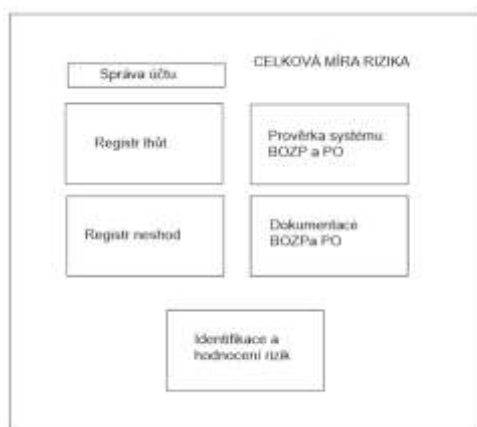 CELKOVÁ MÍRA RIZIKA
Správa účtu
Registr lhůt
Prověrka systému
BOZP a PO
Registr neshod
Dokumentace
BOZPa PO
Identifikace a
hodnocení rizik